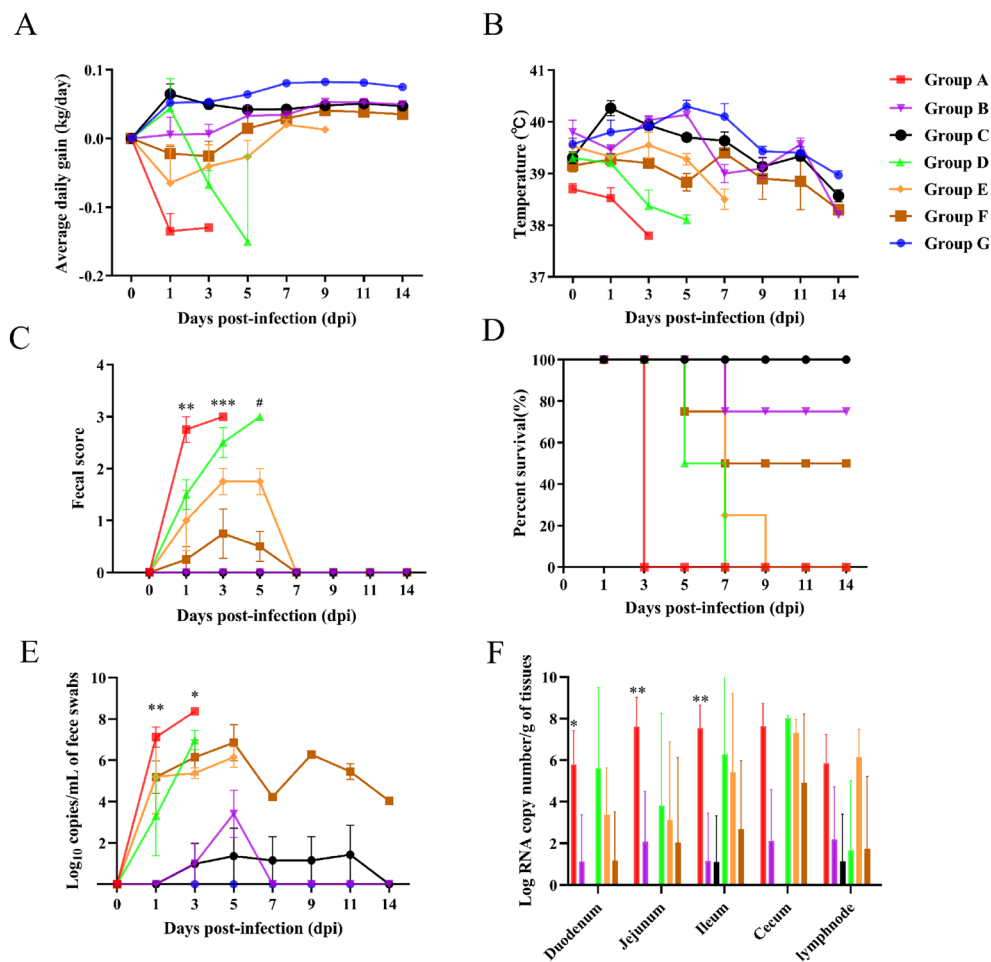 A
Average daily gain (kg/day)
0.1
0.0
-0.1
-0.2
0 1 3 5 7 9 11 14
Days post-infection (dpi)
B
Temperature (℃)
41
40
39
38
37
0 1 3 5 7 9 11 14
Days post-infection (dpi)
Group A
Group B
Group C
Group D
Group E
Group F
Group G
C
Fecal score
4
3
2
1
0
** *** #
0 1 3 5 7 9 11 14
Days post-infection (dpi)
D
Percent survival(%)
100
80
60
40
20
0
0 1 3 5 7 9 11 14
Days post-infection (dpi)
E
Log10 copies/mL of fece swabs
10
8
6
4
2
0
** *
0 1 3 5 7 9 11 14
Days post-infection (dpi)
F
Log RNA copy number/g of tissues
10
8
6
4
2
0
* ** **
Duodenum
Jejunum
Ileum
Cecum
lymphnode